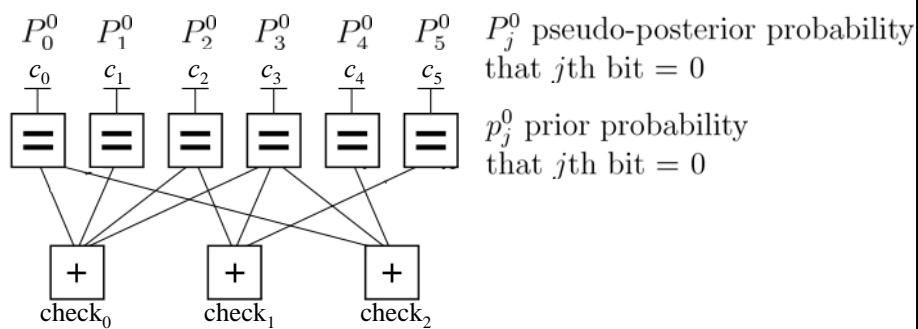 P_0^0 P_1^0 P_2^0 P_3^0 P_4^0 P_5^0 P_j^0 pseudo-posterior probability
that jth bit = 0
c_0 c_1 c_2 c_3 c_4 c_5
p_j^0 prior probability
that jth bit = 0
= = = = = =
+ + +
check_0 check_1 check_2